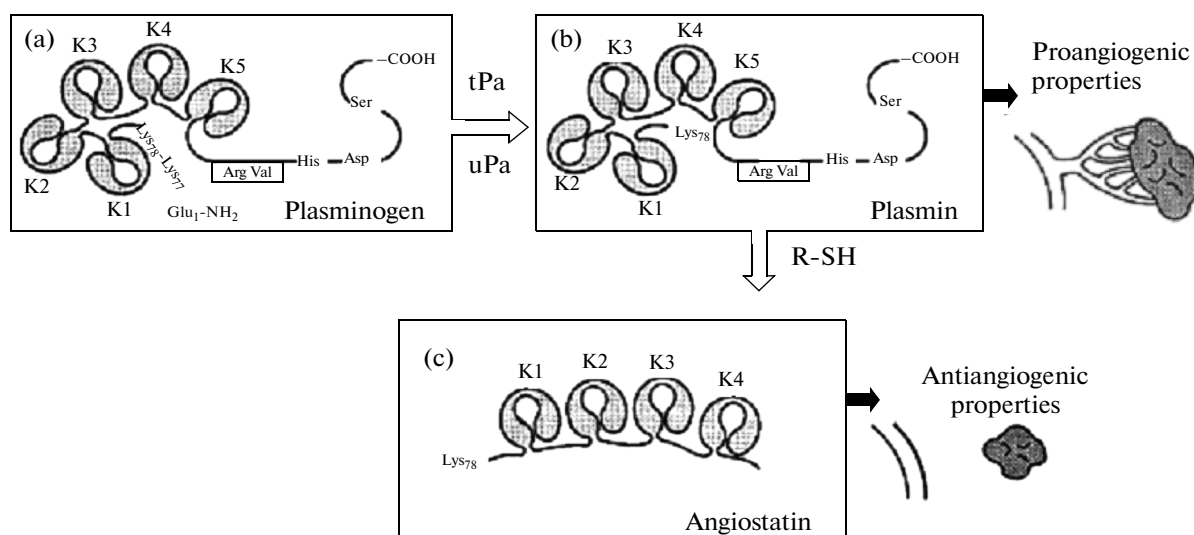 (a)
K3
K4
K5
K2
K1
Lys78-Lys77
Glu1-NH2
Arg Val
His
Asp
Ser
–COOH
Plasminogen
tPa
uPa
(b)
K3
K4
K5
K2
K1
Lys78
Arg Val
His
Asp
Ser
–COOH
Plasmin
Proangiogenic
properties
R-SH
(c)
K1
K2
K3
K4
Lys78
Angiostatin
Antiangiogenic
properties